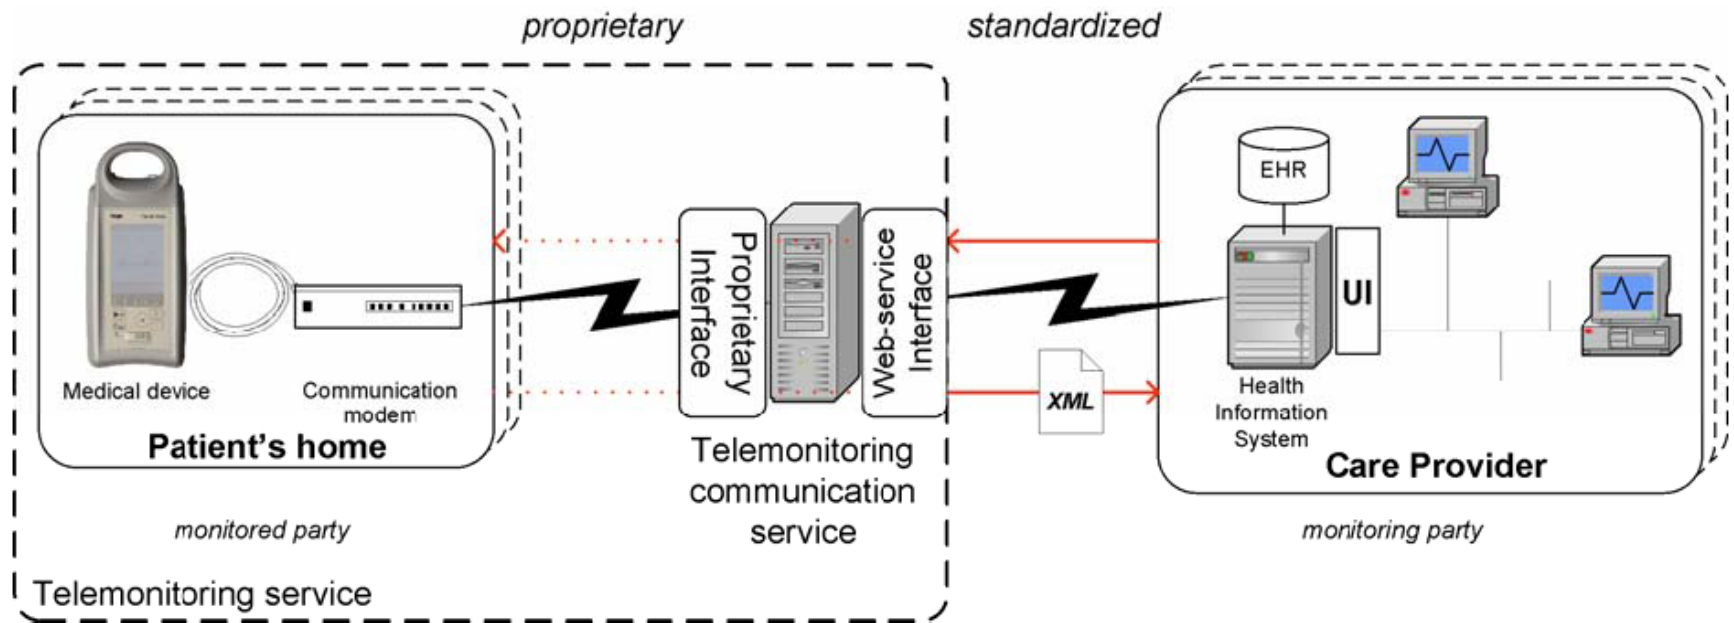 proprietary
standardized
EHR
Proprietary
Interface
Web-service
Interface
UI
Medical device
Communication
modem
Patient's home
XML
Health
Information
System
Care Provider
Telemonitoring
communication
service
monitored party
monitoring party
Telemonitoring service